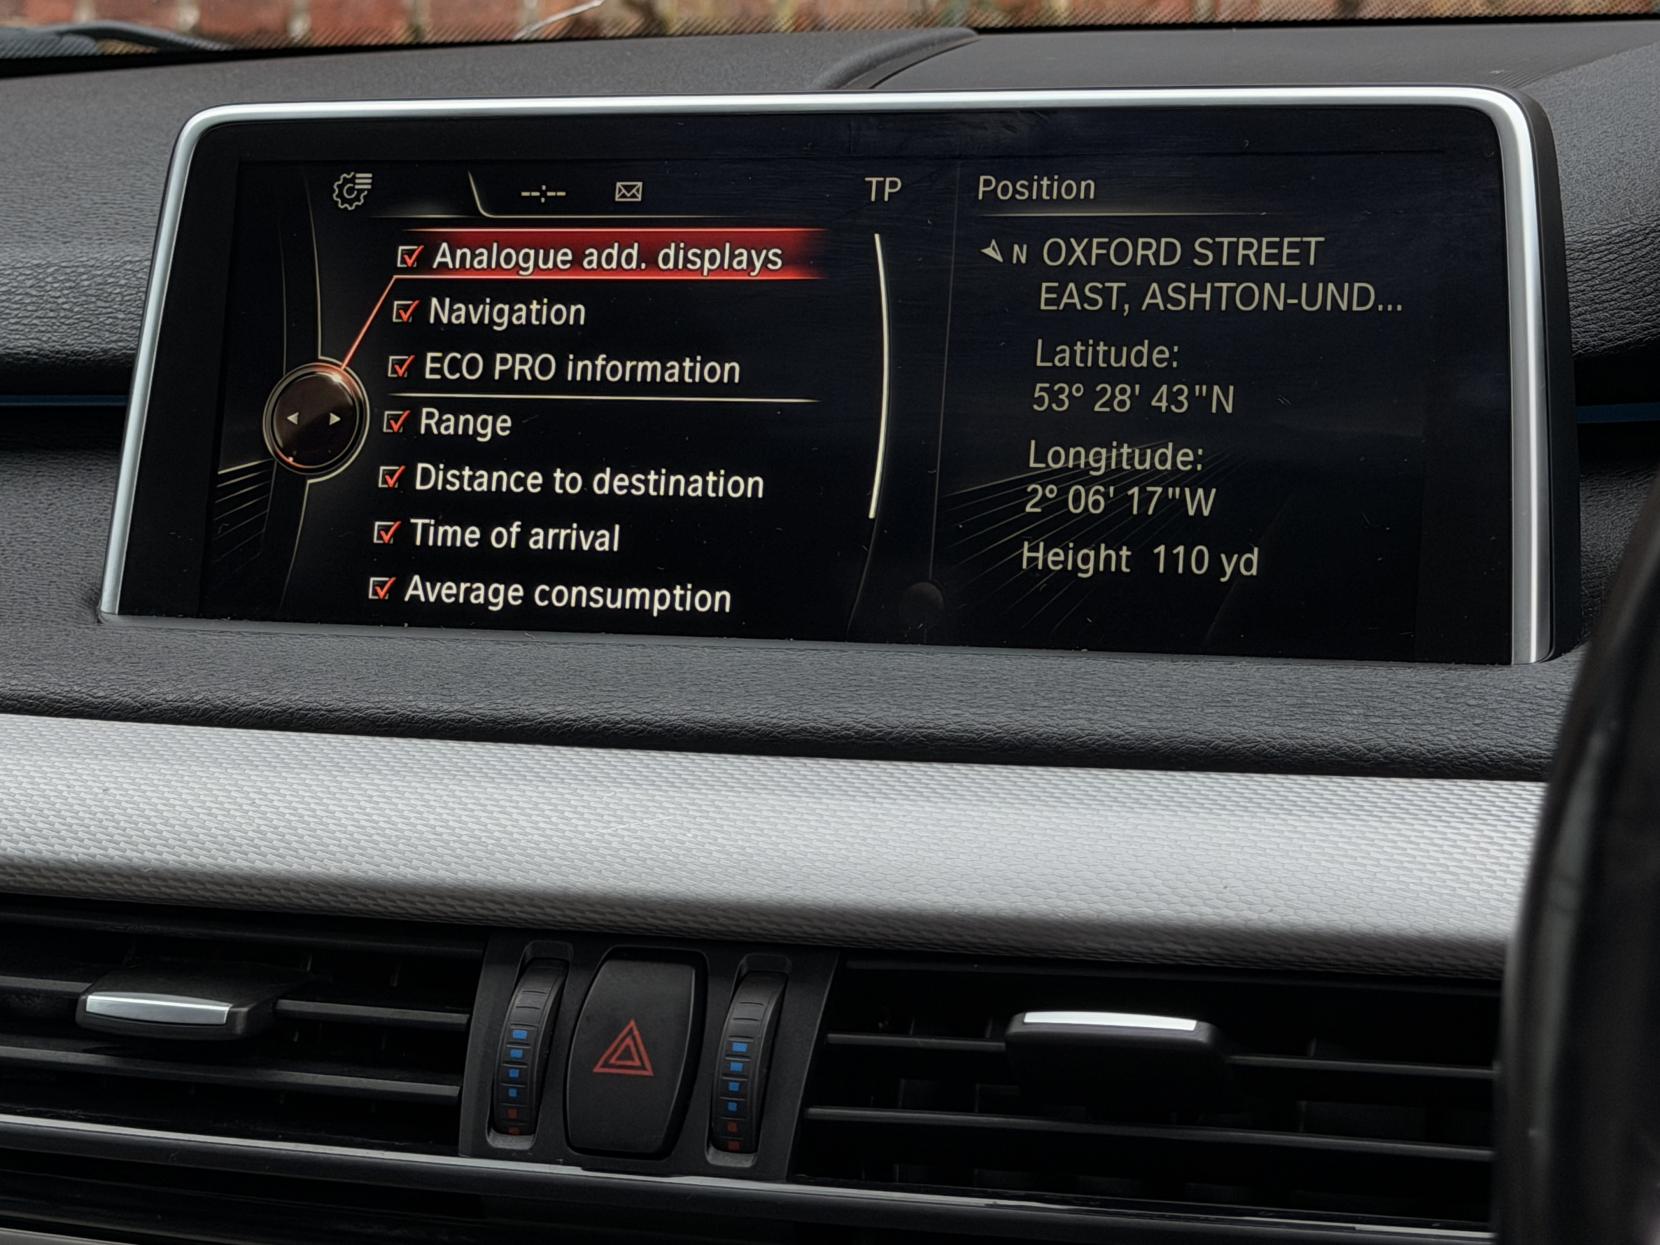 --:--
TP
Analogue add. displays
Navigation
ECO PRO information
Range
Distance to destination
Time of arrival
Average consumption
Position
N OXFORD STREET
EAST, ASHTON-UND...
Latitude:
53° 28' 43"N
Longitude:
2° 06' 17"W
Height 110 yd